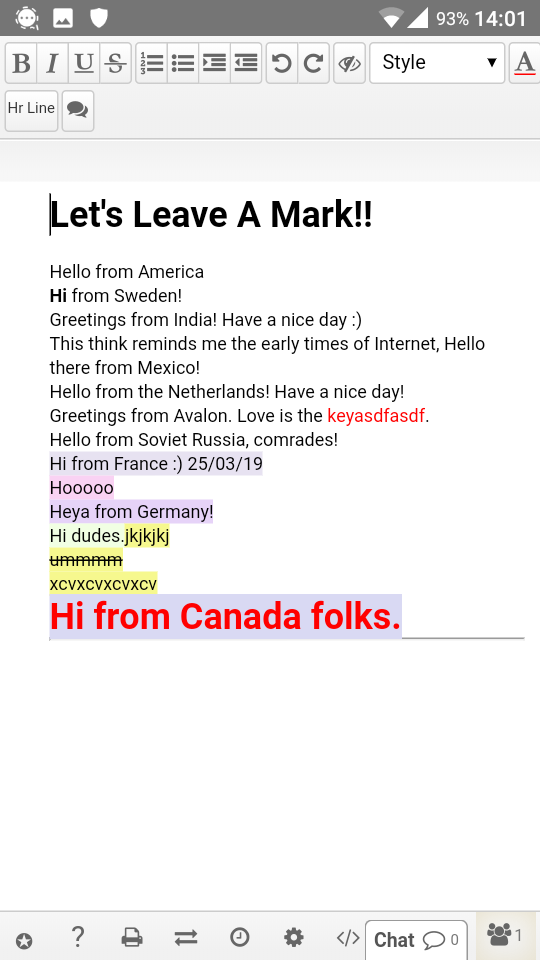 93% 14:01
B I U S Style A
Hr Line
Let's Leave A Mark!!
Hello from America
Hi from Sweden!
Greetings from India! Have a nice day :)
This think reminds me the early times of Internet, Hello
there from Mexico!
Hello from the Netherlands! Have a nice day!
Greetings from Avalon. Love is the keyasdfasdf.
Hello from Soviet Russia, comrades!
Hi from France :) 25/03/19
Hooooo
Heya from Germany!
Hi dudes.jkjkjkj
ummmm
xcvxcvxcvxcv
Hi from Canada folks.
? </> Chat 0 1